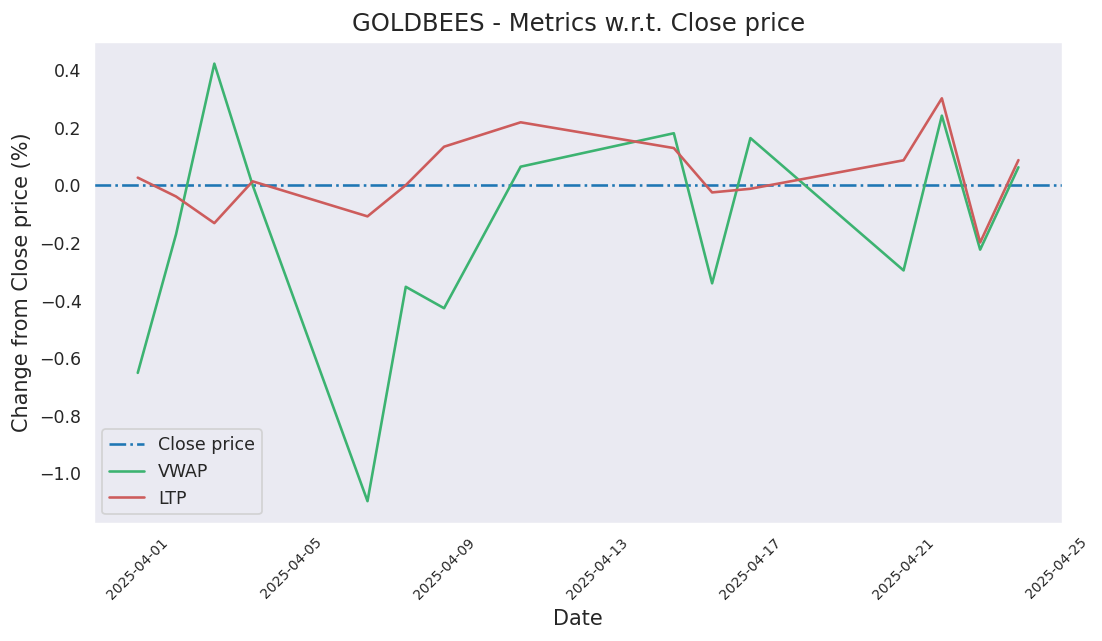 GOLDBEES - Metrics w.r.t. Close price
Change from Close price (%)
0.4
0.2
0.0
−0.2
−0.4
−0.6
−0.8
−1.0
Close price
VWAP
LTP
2025-04-01
2025-04-05
2025-04-09
2025-04-13
2025-04-17
2025-04-21
2025-04-25
Date